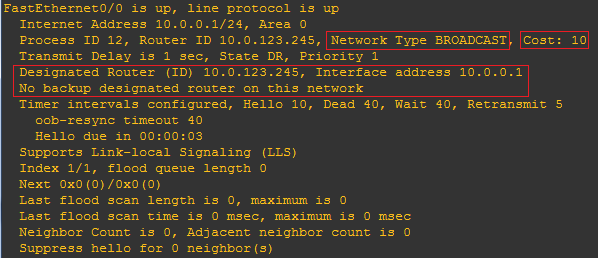 FastEthernet0/0 is up, line protocol is up
Internet Address 10.0.0.1/24, Area 0
Process ID 12, Router ID 10.0.123.245, Network Type BROADCAST, Cost: 10
Transmit Delay is 1 sec, State DR, Priority 1
Designated Router (ID) 10.0.123.245, Interface address 10.0.0.1
No backup designated router on this network
Timer intervals configured, Hello 10, Dead 40, Wait 40, Retransmit 5
oob-resync timeout 40
Hello due in 00:00:03
Supports Link-local Signaling (LLS)
Index 1/1, flood queue length 0
Next 0x0(0)/0x0(0)
Last flood scan length is 0, maximum is 0
Last flood scan time is 0 msec, maximum is 0 msec
Neighbor Count is 0, Adjacent neighbor count is 0
Suppress hello for 0 neighbor(s)